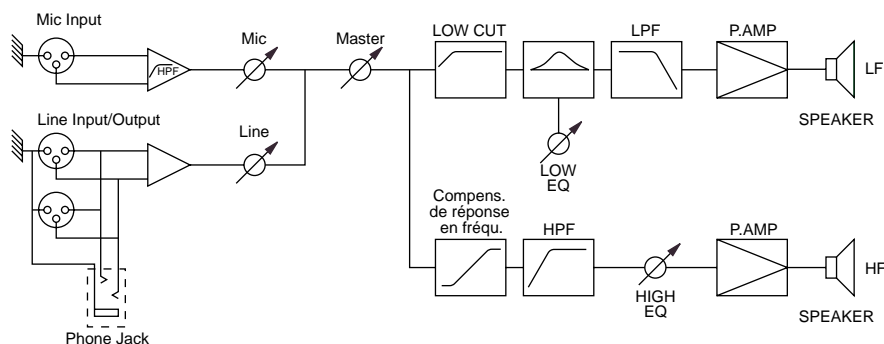 Mic Input
HPF
Mic
Master
LOW CUT
LPF
P.AMP
LF
SPEAKER
LOW
EQ
Line Input/Output
Line
Compens.
de réponse
en fréqu.
HPF
HIGH
EQ
P.AMP
HF
SPEAKER
Phone Jack